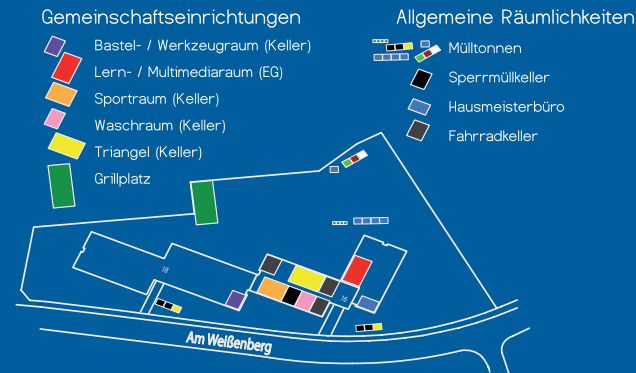 Gemeinschaftseinrichtungen
Bastel- / Werkzeugraum (Keller)
Lern- / Multimediaraum (EG)
Sportraum (Keller)
Waschraum (Keller)
Triangel (Keller)
Grillplatz
Allgemeine Räumlichkeiten
Mülltonnen
Sperrmüllkeller
Hausmeisterbüro
Fahrradkeller
18
16
Am Weißenberg